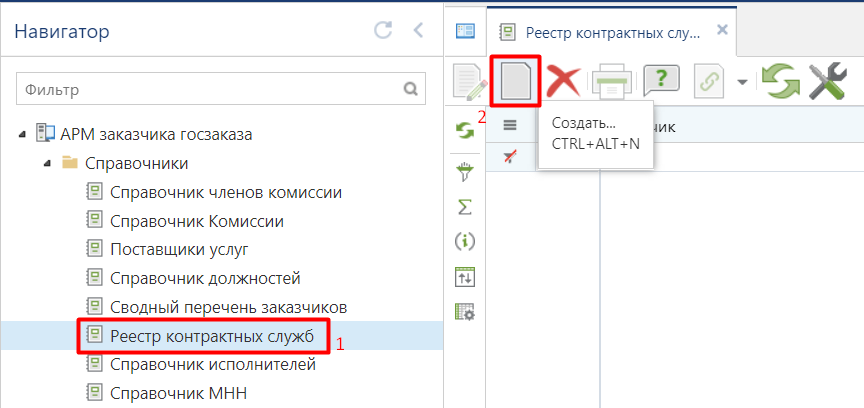 Навигатор
Фильтр
АРМ заказчика госзаказа
Справочники
Справочник членов комиссии
Справочник Комиссии
Поставщики услуг
Справочник должностей
Сводный перечень заказчиков
Реестр контрактных служб
1
Справочник исполнителей
Справочник МНН
Реестр контрактных слу...
2
?
Создать...
CTRL+ALT+N
чик